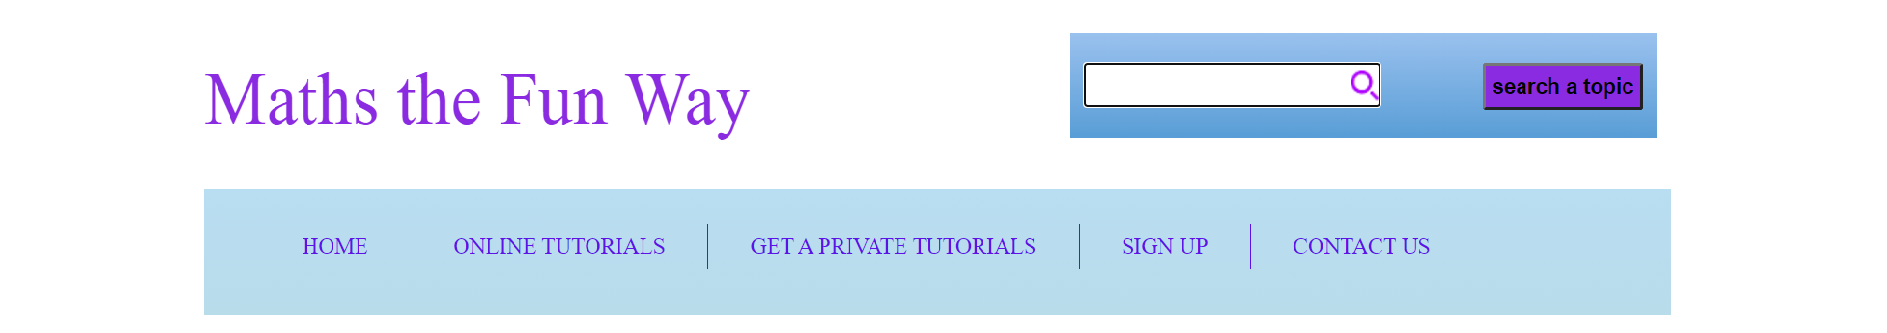 Maths the Fun Way
search a topic
HOME ONLINE TUTORIALS GET A PRIVATE TUTORIALS SIGN UP CONTACT US